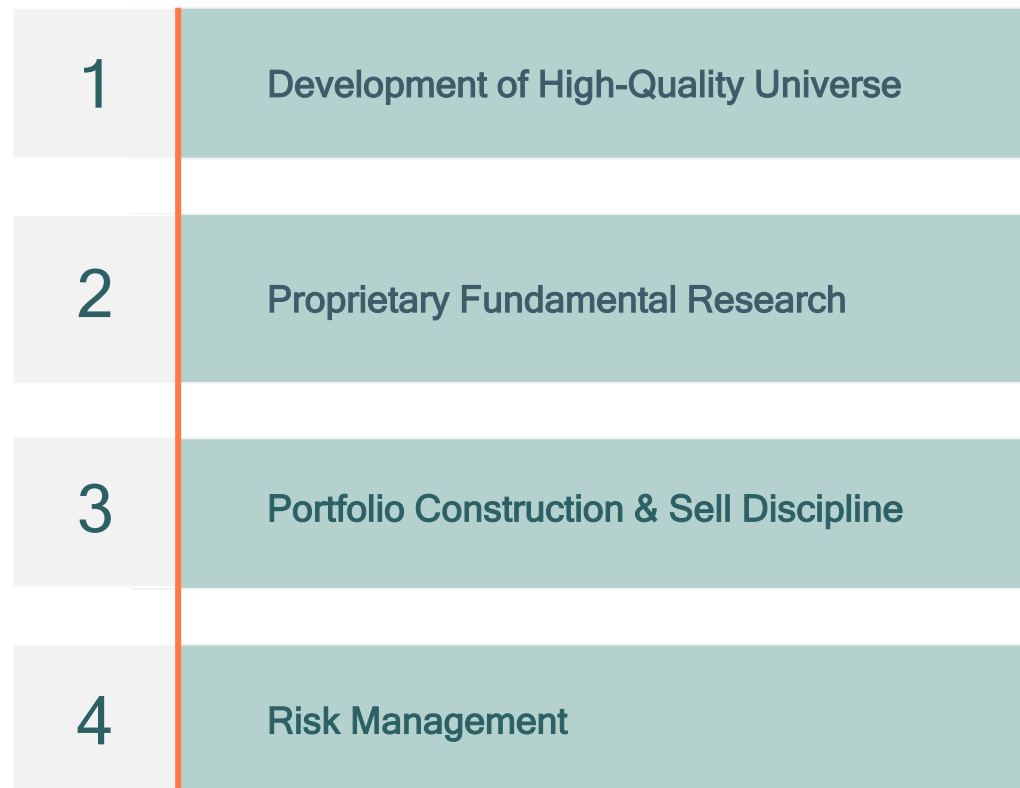 1
Development of High-Quality Universe
2
Proprietary Fundamental Research
3
Portfolio Construction & Sell Discipline
4
Risk Management